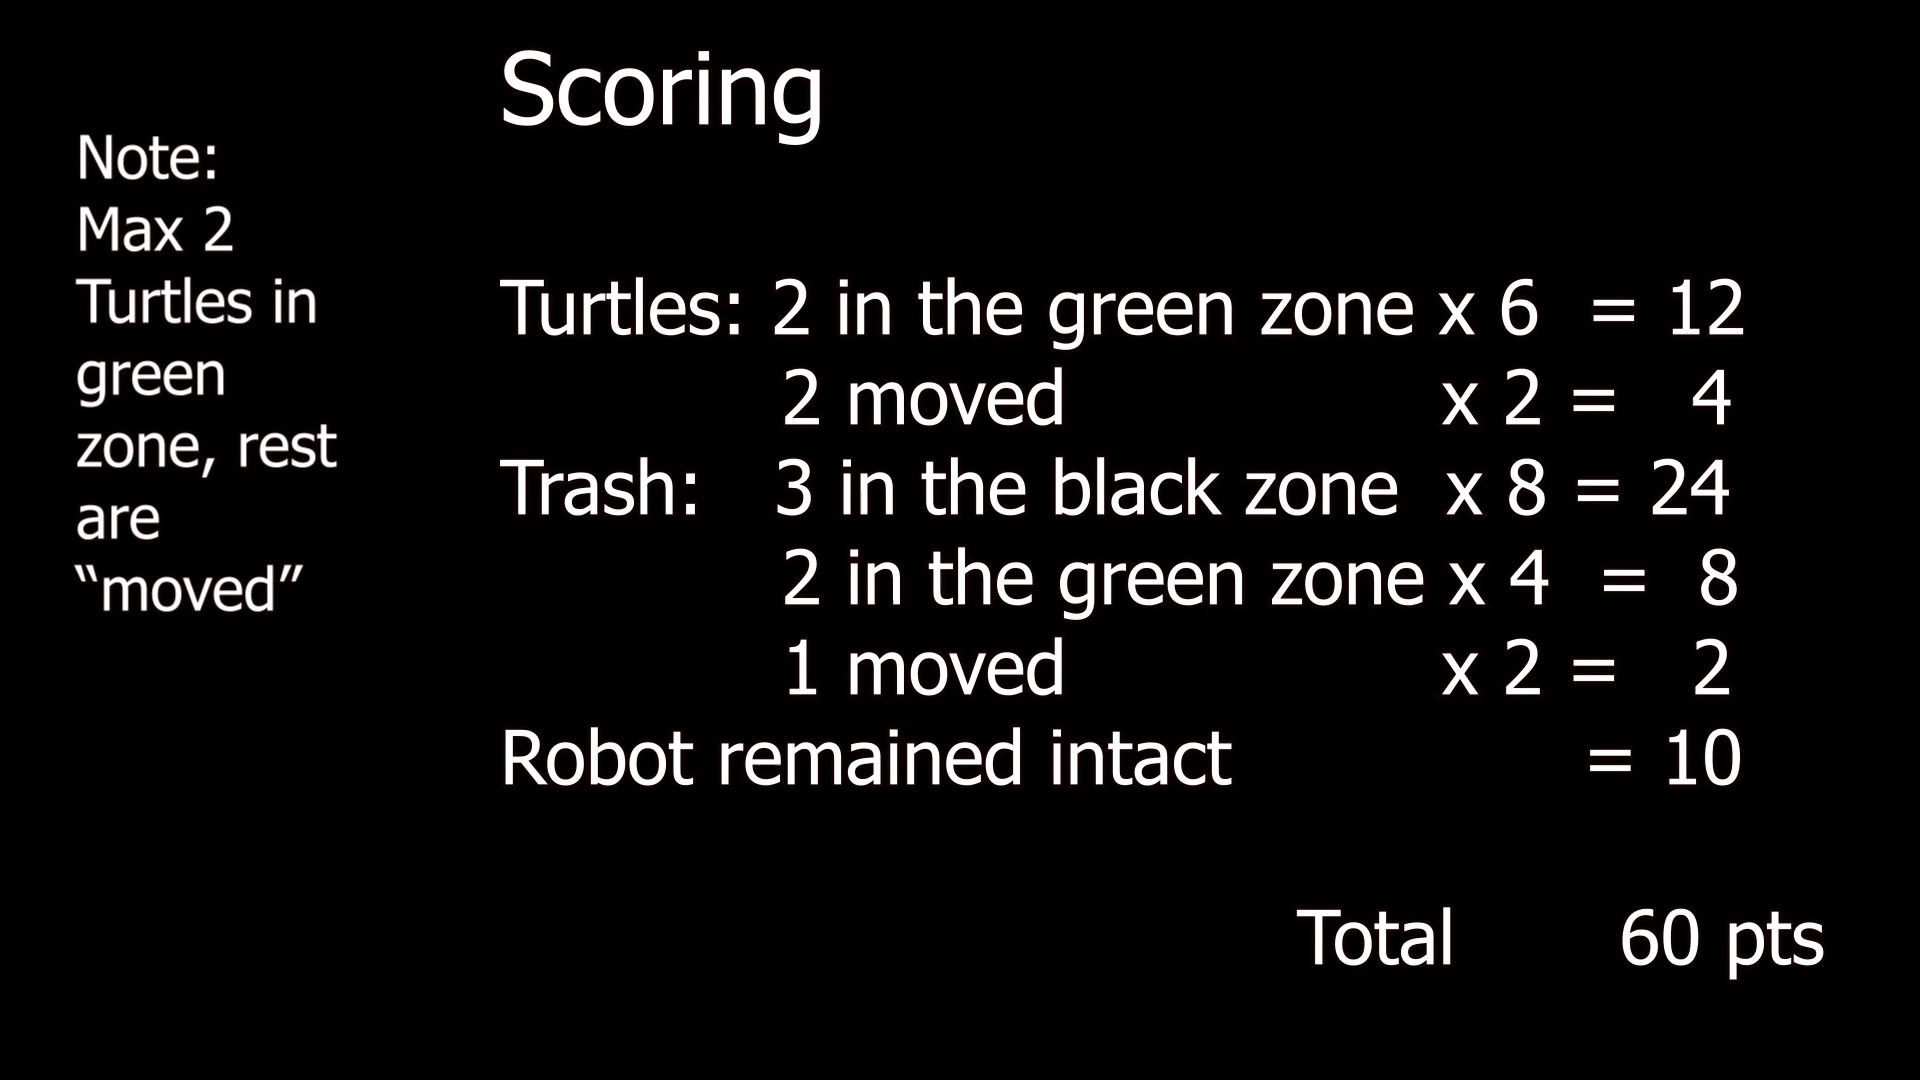 Scoring
Note:
Max 2
Turtles in
green
zone, rest
are
“moved”
Turtles: 2 in the green zone x 6 = 12
2 moved x 2 = 4
Trash: 3 in the black zone x 8 = 24
2 in the green zone x 4 = 8
1 moved x 2 = 2
Robot remained intact = 10
Total 60 pts